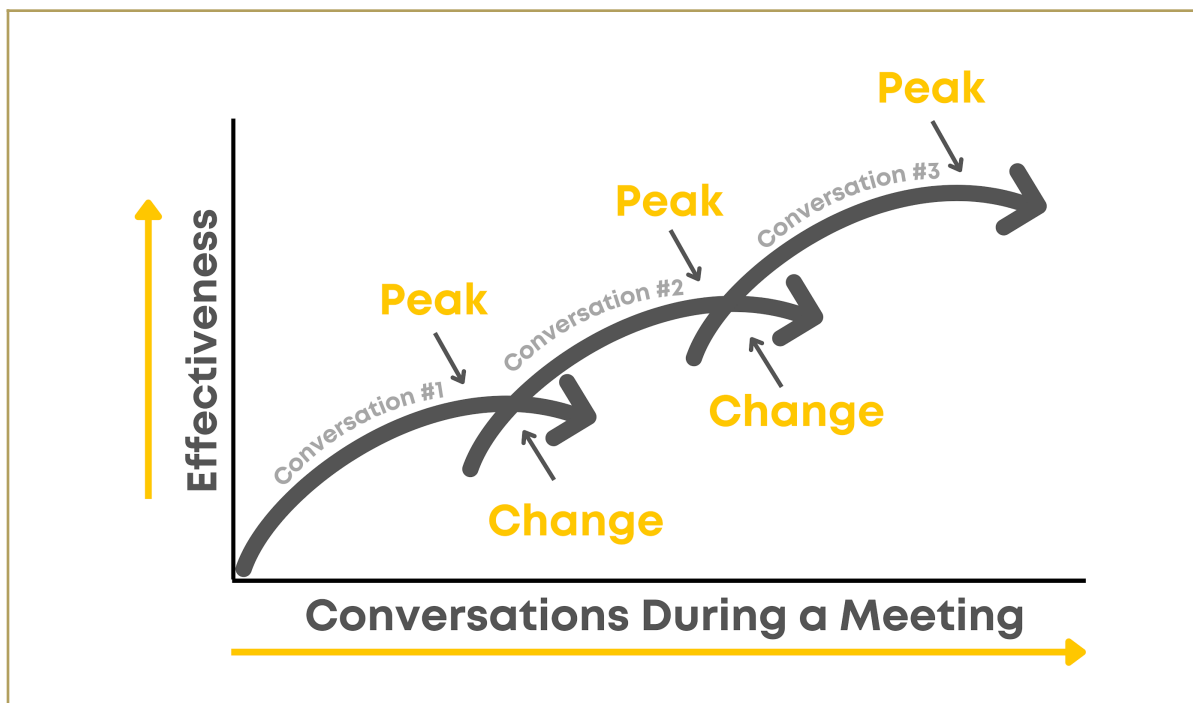 Peak
Conversation #3
Peak
Conversation #2
Peak
Conversation #1
Change
Change
Effectiveness
Conversations During a Meeting